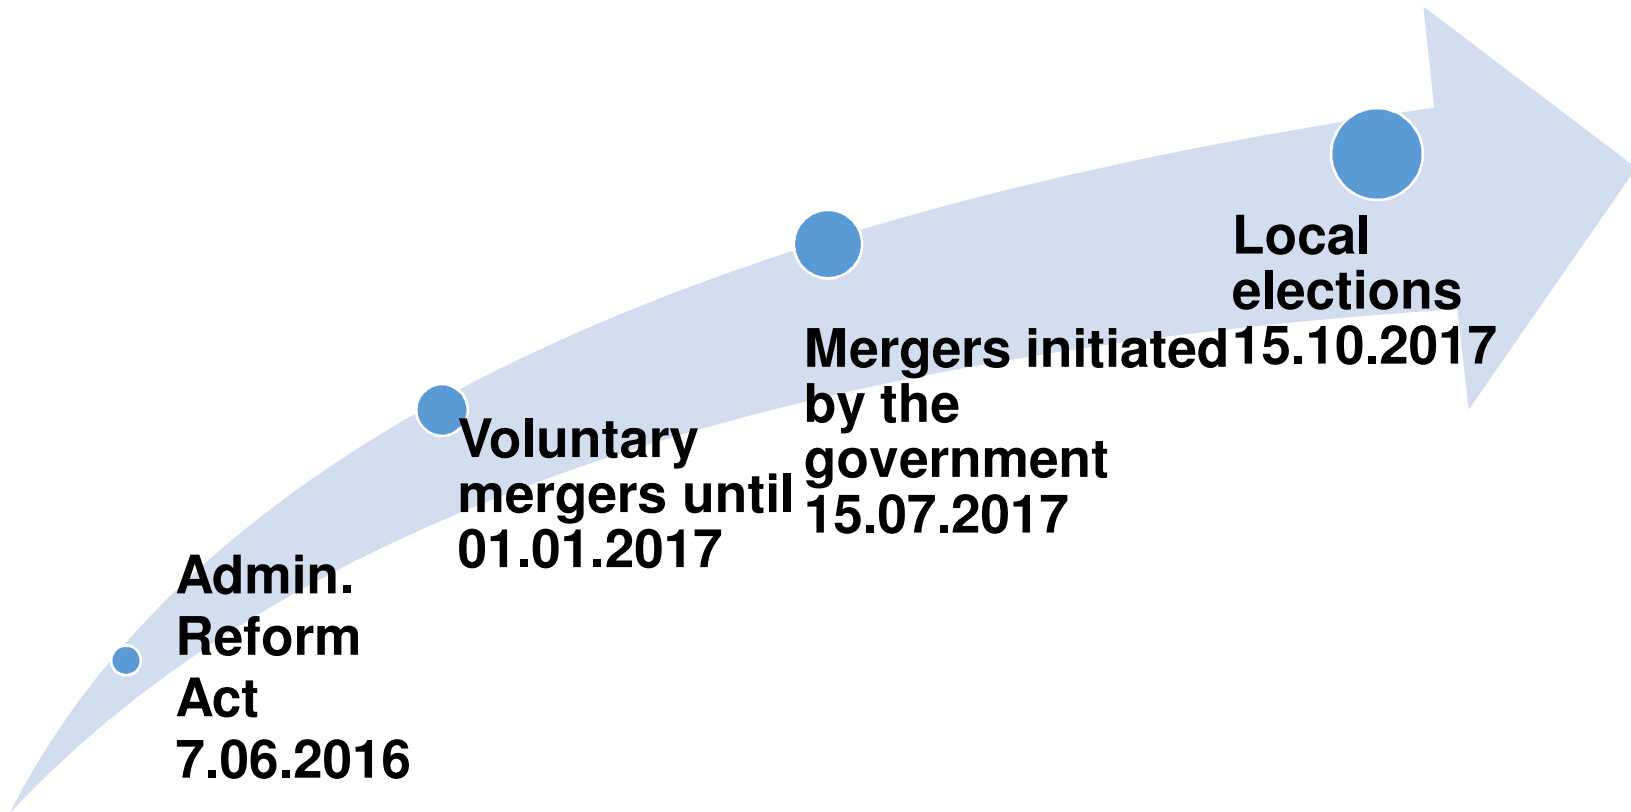 Admin.
Reform
Act
7.06.2016
Voluntary
mergers until
01.01.2017
Mergers initiated
by the
government
15.07.2017
Local
elections
15.10.2017